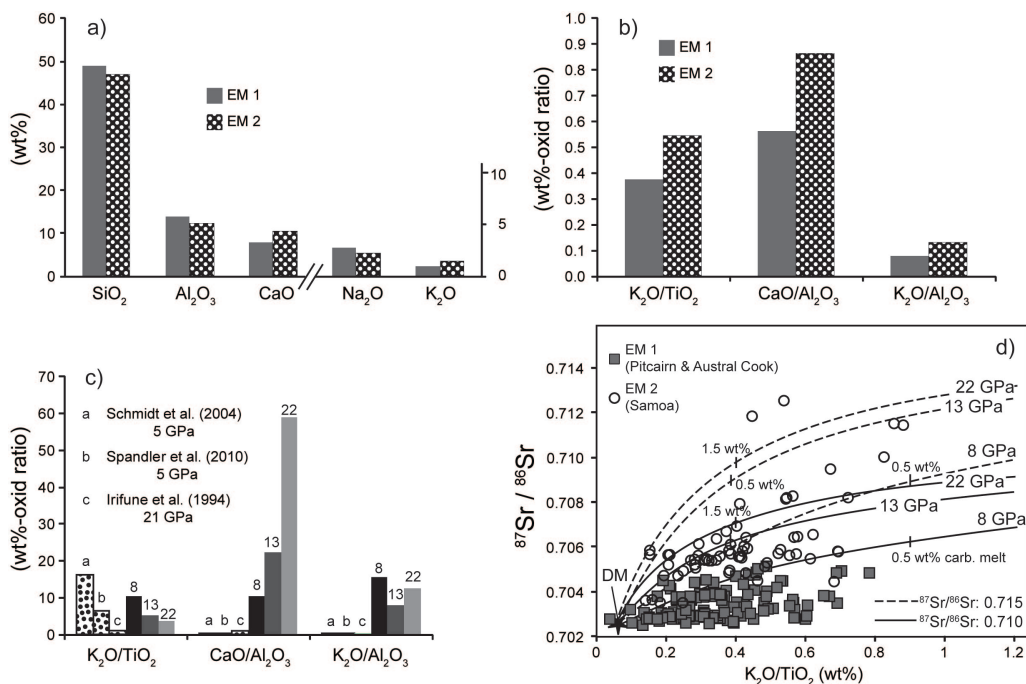 a)
60
50
40
30
20
10
0
(wt%)
EM 1
EM 2
10
5
0
SiO₂ Al₂O₃ CaO Na₂O K₂O
b)
1.0
0.9
0.8
0.7
0.6
0.5
0.4
0.3
0.2
0.1
0.0
(wt%-oxid ratio)
EM 1
EM 2
K₂O/TiO₂ CaO/Al₂O₃ K₂O/Al₂O₃
c)
70
60
50
40
30
20
10
0
(wt%-oxid ratio)
a Schmidt et al. (2004)
5 GPa
b Spandler et al. (2010)
5 GPa
c Irifune et al. (1994)
21 GPa
a b c 8 13 22
a b c 8 13 22
a b c 8 13 22
K₂O/TiO₂ CaO/Al₂O₃ K₂O/Al₂O₃
d)
0.714
0.712
0.710
0.708
0.706
0.704
0.702
⁸⁷Sr / ⁸⁶Sr
EM 1
(Pitcairn & Austral Cook)
EM 2
(Samoa)
22 GPa
13 GPa
8 GPa
22 GPa
13 GPa
8 GPa
1.5 wt%
0.5 wt%
0.5 wt%
1.5 wt%
0.5 wt% carb. melt
DM
⁸⁷Sr/⁸⁶Sr: 0.715
⁸⁷Sr/⁸⁶Sr: 0.710
0 0.2 0.4 0.6 0.8 1.0 1.2
K₂O/TiO₂ (wt%)